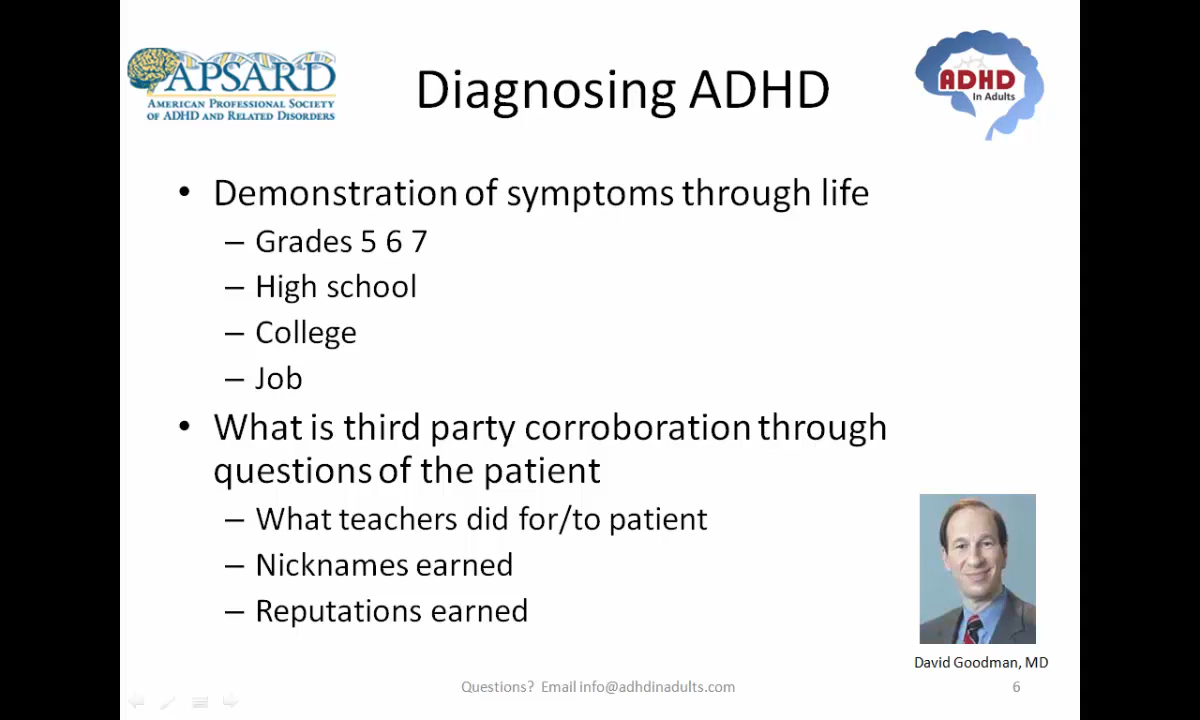 APSARD
AMERICAN PROFESSIONAL SOCIETY
OF ADHD AND RELATED DISORDERS
Diagnosing ADHD
ADHD
In Adults
• Demonstration of symptoms through life
– Grades 5 6 7
– High school
– College
– Job
• What is third party corroboration through
questions of the patient
– What teachers did for/to patient
– Nicknames earned
– Reputations earned
David Goodman, MD
Questions? Email info@adhdinadults.com
6